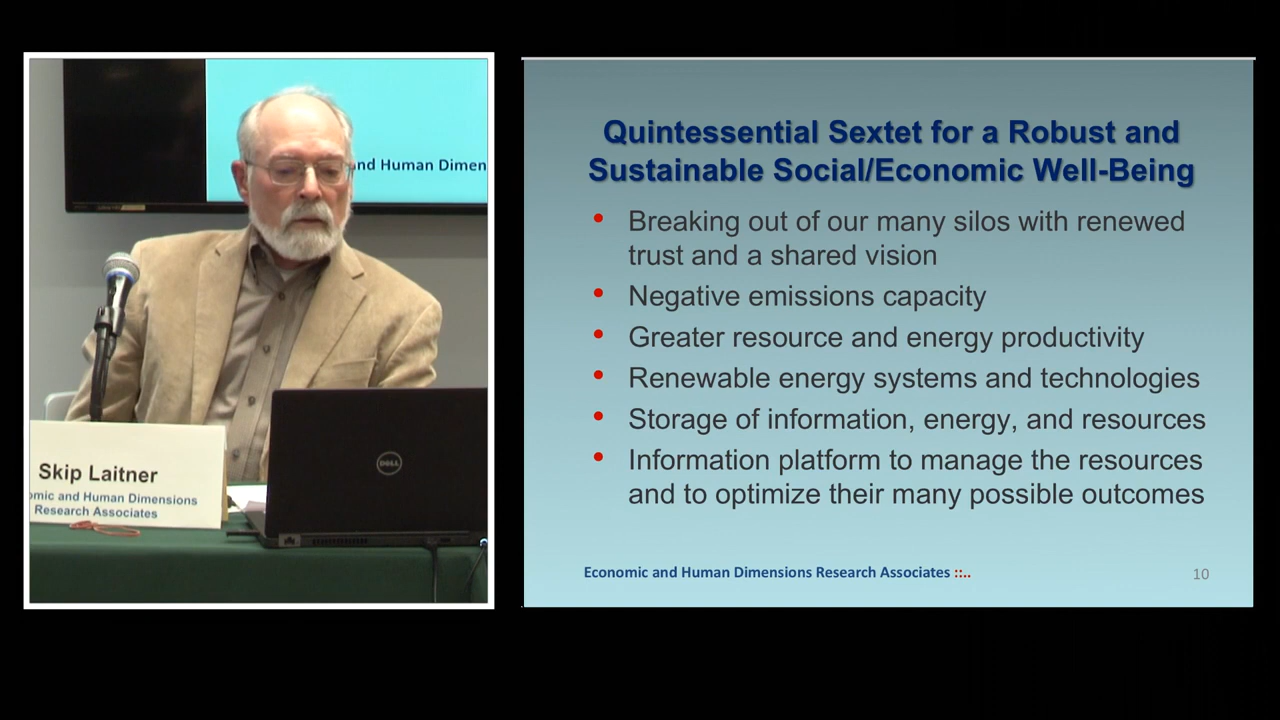 nd Human Dimen
Skip Laitner
omic and Human Dimensions
Research Associates
DELL
Quintessential Sextet for a Robust and
Sustainable Social/Economic Well-Being
• Breaking out of our many silos with renewed
trust and a shared vision
• Negative emissions capacity
• Greater resource and energy productivity
• Renewable energy systems and technologies
• Storage of information, energy, and resources
• Information platform to manage the resources
and to optimize their many possible outcomes
Economic and Human Dimensions Research Associates ::..
10